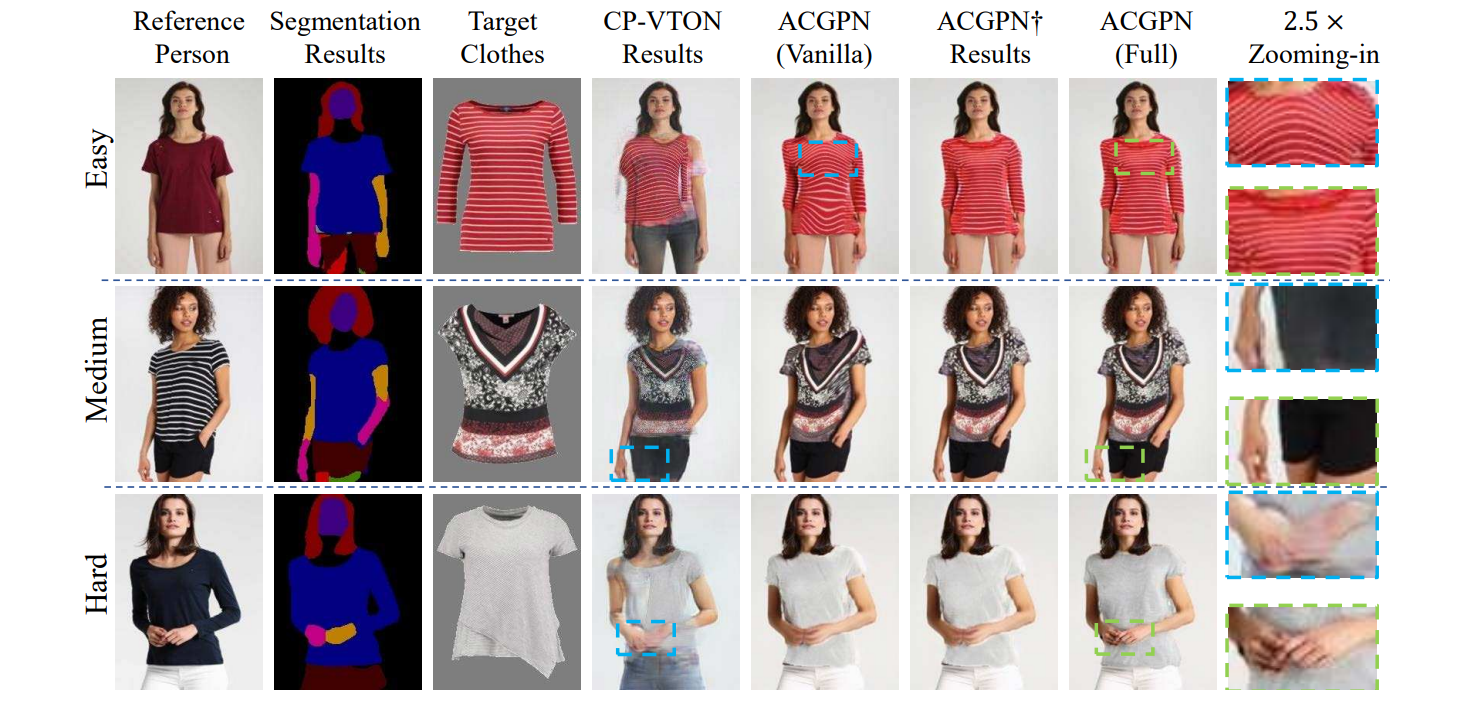 Reference Person
Segmentation Results
Target Clothes
CP-VTON Results
ACGPN (Vanilla)
ACGPN† Results
ACGPN (Full)
2.5 × Zooming-in
Easy
Medium
Hard